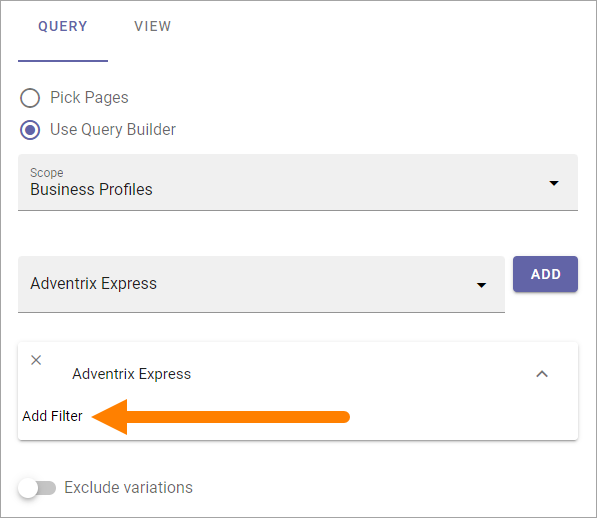 QUERY VIEW
Pick Pages
Use Query Builder
Scope
Business Profiles
Adventrix Express
ADD
Adventrix Express
Add Filter
Exclude variations